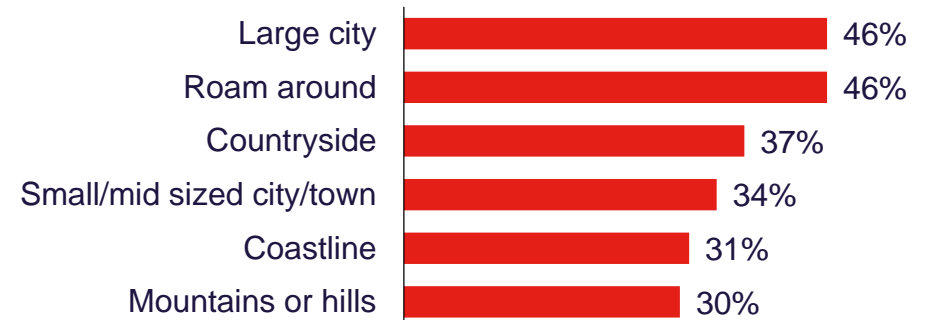 Large city 46%
Roam around 46%
Countryside 37%
Small/mid sized city/town 34%
Coastline 31%
Mountains or hills 30%